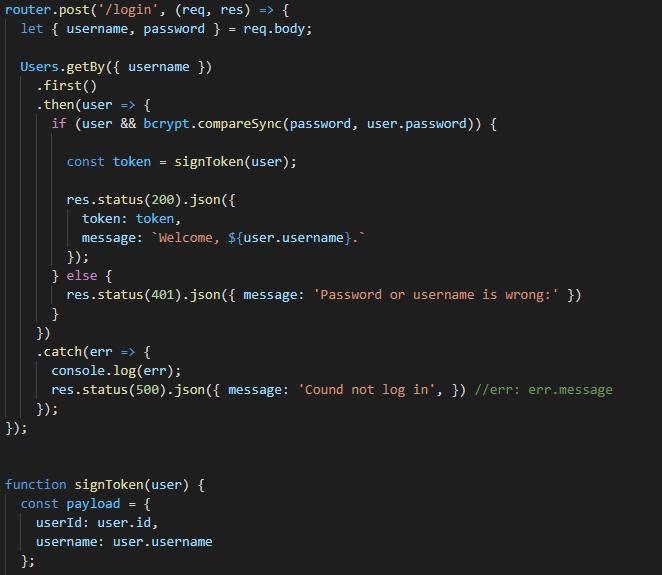 router.post('/login', (req, res) => {
let { username, password } = req.body;
Users.getBy({ username })
.first()
.then(user => {
if (user && bcrypt.compareSync(password, user.password)) {
const token = signToken(user);
res.status(200).json({
token: token,
message: `Welcome, ${user.username}.`
});
} else {
res.status(401).json({ message: 'Password or username is wrong:' })
}
})
.catch(err => {
console.log(err);
res.status(500).json({ message: 'Cound not log in', }) //err: err.message
});
});
function signToken(user) {
const payload = {
userId: user.id,
username: user.username
};